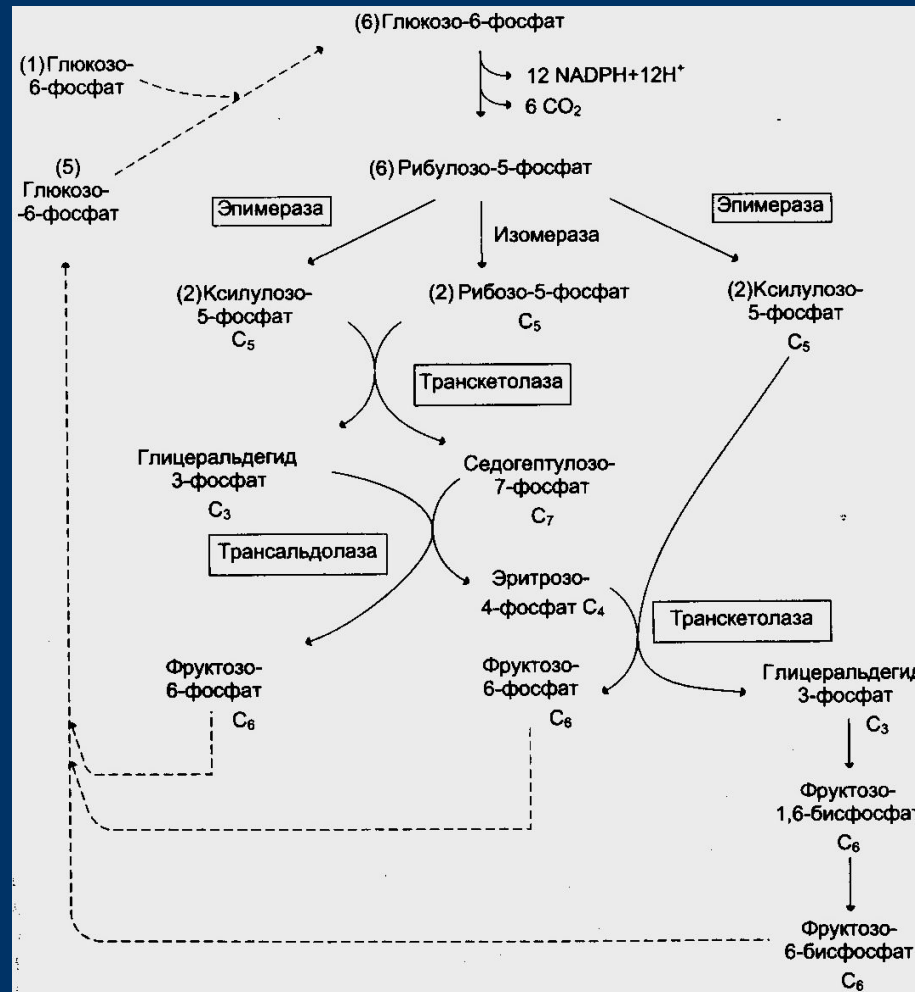 (6) Глюкозо-6-фосфат
(1) Глюкозо-
6-фосфат
12 NADPH+12H⁺
6 CO₂
(5)
Глюкозо-
-6-фосфат
(6) Рибулозо-5-фосфат
Эпимераза
Изомераза
Эпимераза
(2) Ксилулозо-
5-фосфат
C₅
(2) Рибозо-5-фосфат
C₅
(2) Ксилулозо-
5-фосфат
C₅
Транскетолаза
Глицеральдегид
3-фосфат
C₃
Седогептулозо-
7-фосфат
C₇
Трансальдолаза
Эритрозо-
4-фосфат C₄
Транскетолаза
Фруктозо-
6-фосфат
C₆
Фруктозо-
6-фосфат
C₆
Глицеральдегид
3-фосфат
C₃
Фруктозо-
1,6-бисфосфат
C₆
Фруктозо-
6-бисфосфат
C₆